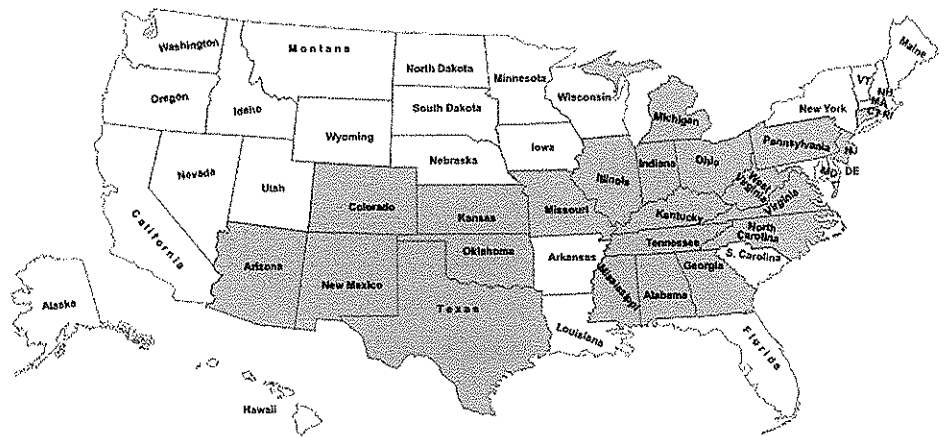 Washington
Montana
North Dakota
Minnesota
Maine
Oregon
Idaho
South Dakota
Wisconsin
Michigan
New York
VT
NH
MA
CT
RI
Wyoming
Nebraska
Iowa
Pennsylvania
NJ
Nevada
Utah
Colorado
Kansas
Missouri
Illinois
Indiana
Ohio
West
Virginia
Virginia
MD
DE
California
Kentucky
North
Carolina
Arizona
New Mexico
Oklahoma
Arkansas
Tennessee
S. Carolina
Texas
Mississippi
Alabama
Georgia
Louisiana
Florida
Alaska
Hawaii